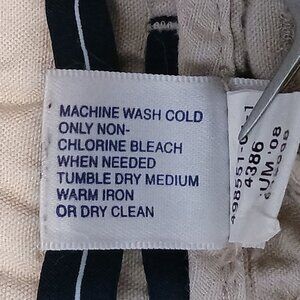 MACHINE WASH COLD
ONLY NON-
CHLORINE BLEACH
WHEN NEEDED
TUMBLE DRY MEDIUM
WARM IRON
OR DRY CLEAN
4386